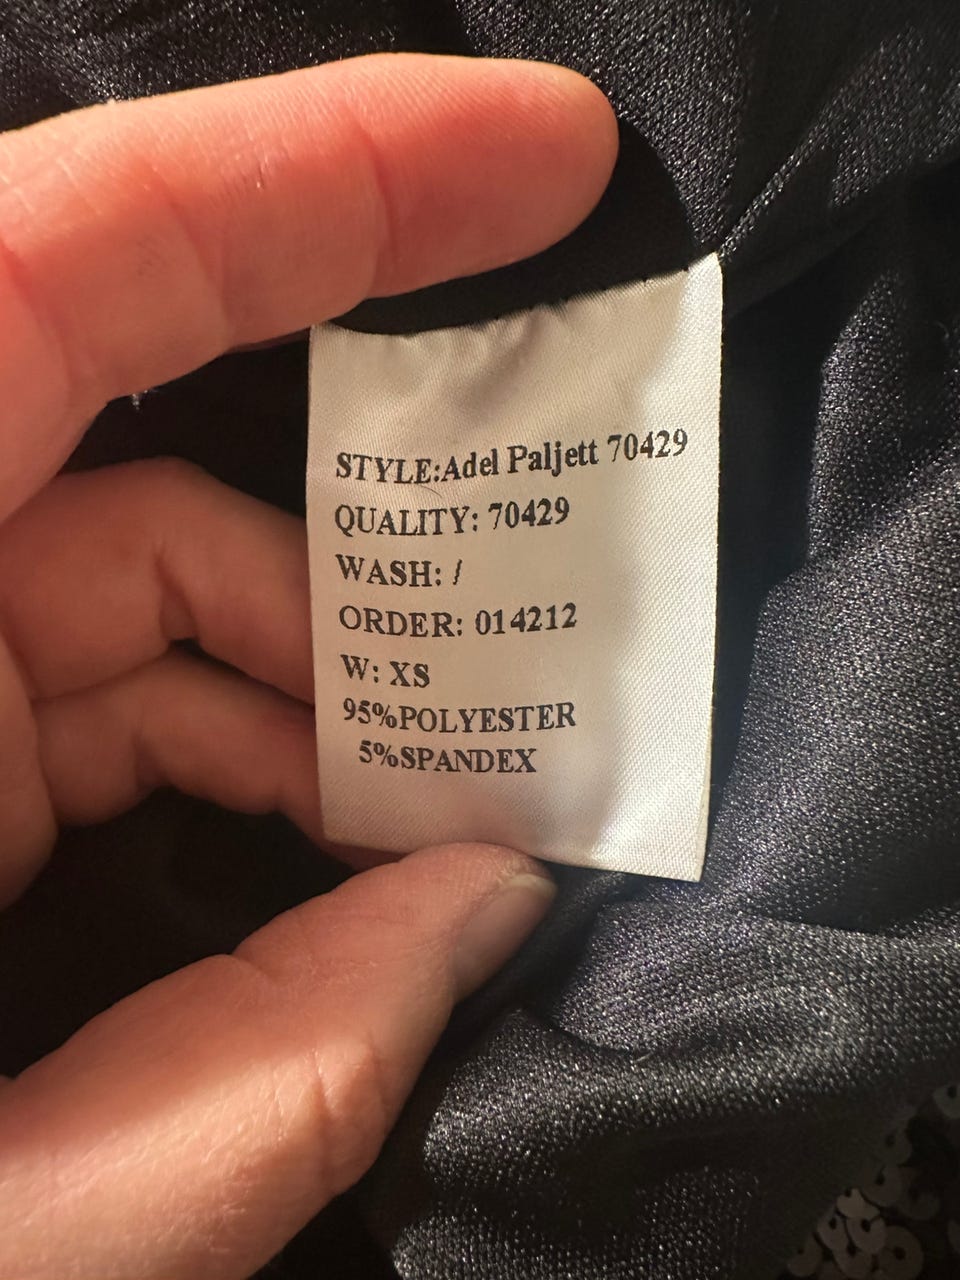 STYLE:Adel Paljett 70429
QUALITY: 70429
WASH: /
ORDER: 014212
W: XS
95%POLYESTER
5%SPANDEX